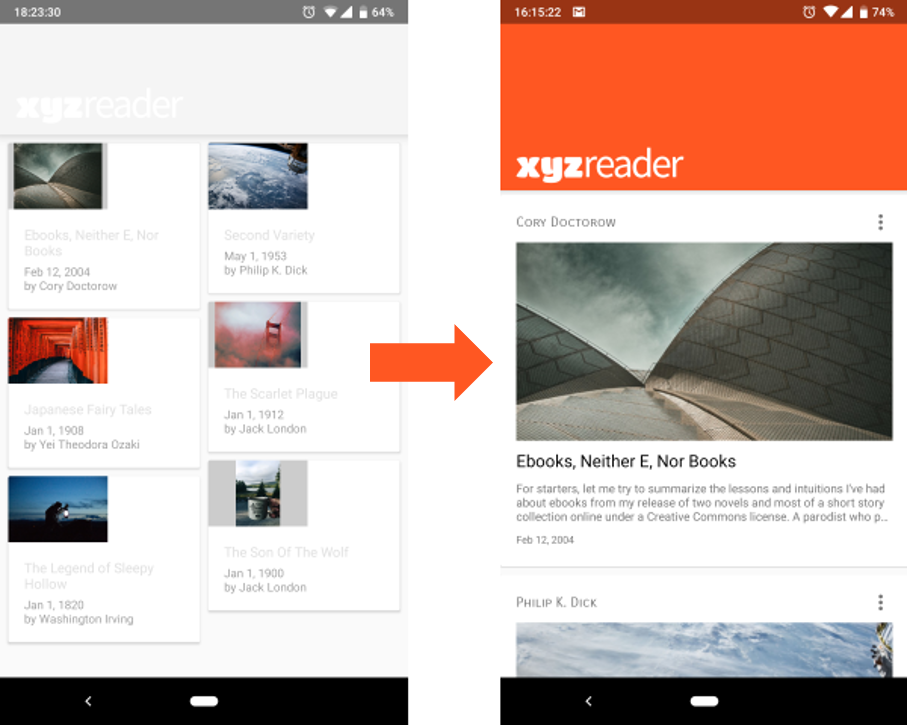 18:23:30
64%
xyzreader
Ebooks, Neither E, Nor
Books
Feb 12, 2004
by Cory Doctorow
Second Variety
May 1, 1953
by Philip K. Dick
Japanese Fairy Tales
Jan 1, 1908
by Yei Theodora Ozaki
The Scarlet Plague
Jan 1, 1912
by Jack London
The Legend of Sleepy
Hollow
Jan 1, 1820
by Washington Irving
The Son Of The Wolf
Jan 1, 1900
by Jack London
16:15:22
74%
xyzreader
Cory Doctorow
Ebooks, Neither E, Nor Books
For starters, let me try to summarize the lessons and intuitions I've had
about ebooks from my release of two novels and most of a short story
collection online under a Creative Commons license. A parodist who p...
Feb 12, 2004
Philip K. Dick